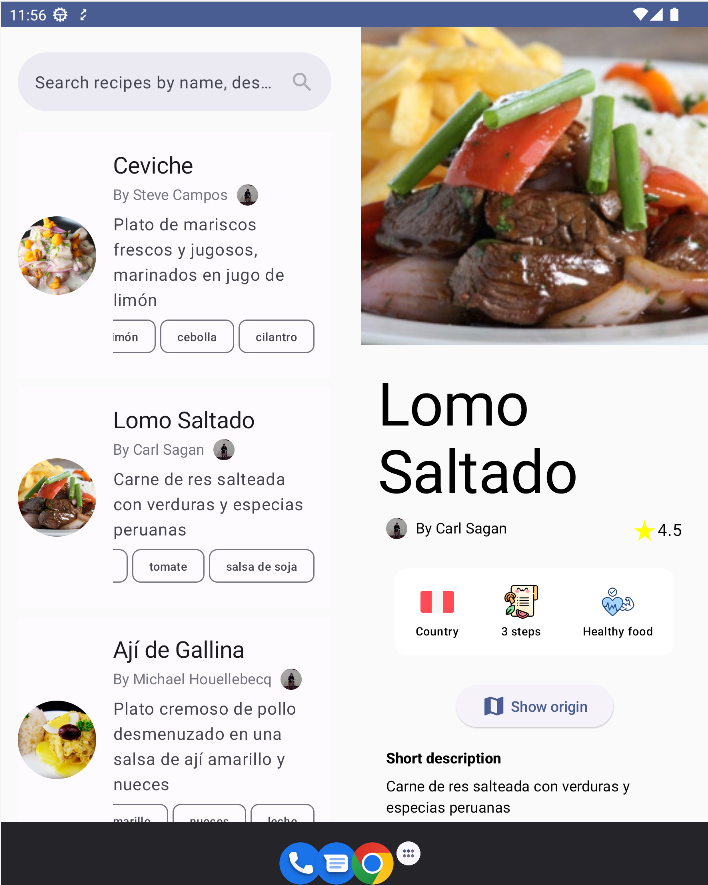 11:56
Search recipes by name, des...
Ceviche
By Steve Campos
Plato de mariscos
frescos y jugosos,
marinados en jugo de
limón
imón cebolla cilantro
Lomo Saltado
By Carl Sagan
Carne de res salteada
con verduras y especias
peruanas
tomate salsa de soja
Ají de Gallina
By Michael Houellebecq
Plato cremoso de pollo
desmenuzado en una
salsa de ají amarillo y
nueces
marillo nueces leche
Lomo
Saltado
By Carl Sagan 4.5
Country 3 steps Healthy food
Show origin
Short description
Carne de res salteada con verduras y
especias peruanas